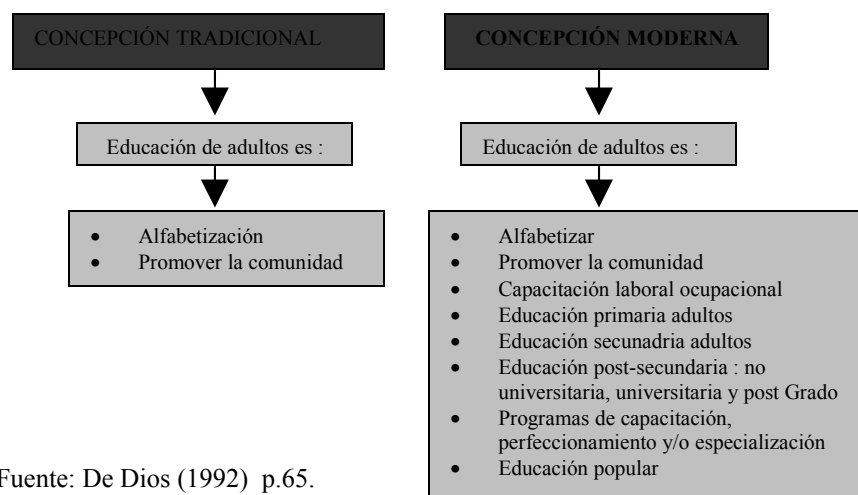 CONCEPCIÓN TRADICIONAL
Educación de adultos es :
• Alfabetización
• Promover la comunidad
CONCEPCIÓN MODERNA
Educación de adultos es :
• Alfabetizar
• Promover la comunidad
• Capacitación laboral ocupacional
• Educación primaria adultos
• Educación secunadria adultos
• Educación post-secundaria : no
universitaria, universitaria y post Grado
• Programas de capacitación,
perfeccionamiento y/o especialización
• Educación popular
Fuente: De Dios (1992) p.65.